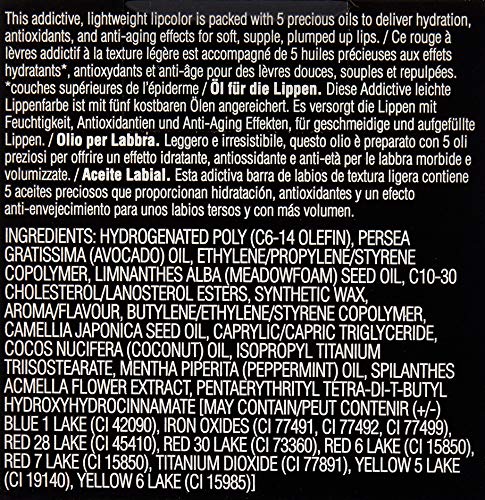 This addictive, lightweight lipcolor is packed with 5 precious oils to deliver hydration,
antioxidants, and anti-aging effects for soft, supple, plumped up lips. / Ce rouge à
lèvres addictif à la texture légère est accompagné de 5 huiles précieuses aux effets
hydratants*, antioxydants et anti-âge pour des lèvres douces, souples et repulpées.
*couches supérieures de l'épiderme / Öl für die Lippen. Diese Addictive leichte
Lippenfarbe ist mit fünf kostbaren Ölen angereichert. Es versorgt die Lippen mit
Feuchtigkeit, Antioxidantien und Anti-Aging Effekten, für geschmeidige und aufgefüllte
Lippen. / Olio per Labbra. Leggero e irresistibile, questo olio è preparato con 5 oli
preziosi per offrire un effetto idratante, antiossidante e anti-età per le labbra morbide e
volumizzate. / Aceite Labial. Esta adictiva barra de labios de textura ligera contiene
5 aceites preciosos que proporcionan hidratación, antioxidantes y un efecto
anti-envejecimiento para unos labios tersos y con más volumen.
INGREDIENTS: HYDROGENATED POLY (C6-14 OLEFIN), PERSEA
GRATISSIMA (AVOCADO) OIL, ETHYLENE/PROPYLENE/STYRENE
COPOLYMER, LIMNANTHES ALBA (MEADOWFOAM) SEED OIL, C10-30
CHOLESTEROL/LANOSTEROL ESTERS, SYNTHETIC WAX,
AROMA/FLAVOUR, BUTYLENE/ETHYLENE/STYRENE COPOLYMER,
CAMELLIA JAPONICA SEED OIL, CAPRYLIC/CAPRIC TRIGLYCERIDE,
COCOS NUCIFERA (COCONUT) OIL, ISOPROPYL TITANIUM
TRIISOSTEARATE, MENTHA PIPERITA (PEPPERMINT) OIL, SPILANTHES
ACMELLA FLOWER EXTRACT, PENTAERYTHRITYL TETRA-DI-T-BUTYL
HYDROXYHYDROCINNAMATE [MAY CONTAIN/PEUT CONTENIR (+/-)
BLUE 1 LAKE (CI 42090), IRON OXIDES (CI 77491, CI 77492, CI 77499),
RED 28 LAKE (CI 45410), RED 30 LAKE (CI 73360), RED 6 LAKE (CI 15850),
RED 7 LAKE (CI 15850), TITANIUM DIOXIDE (CI 77891), YELLOW 5 LAKE
(CI 19140), YELLOW 6 LAKE (CI 15985)]